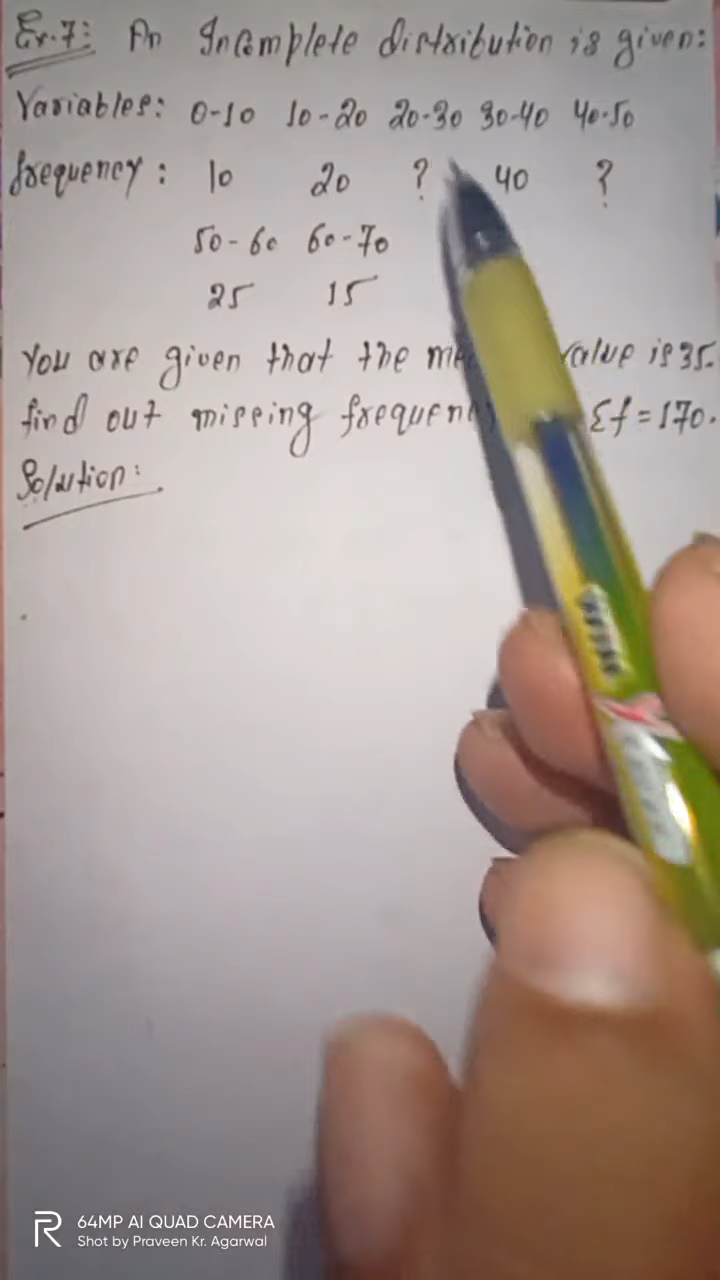 Ex.7: An Incomplete distribution is given:
Variables: 0-10 10-20 20-30 30-40 40-50
frequency: 10 20 ? 40 ?
50-60 60-70
25 15
You are given that the value is 35.
find out missing Σf = 170.
Solution:
64MP AI QUAD CAMERA
Shot by Praveen Kr. Agarwal